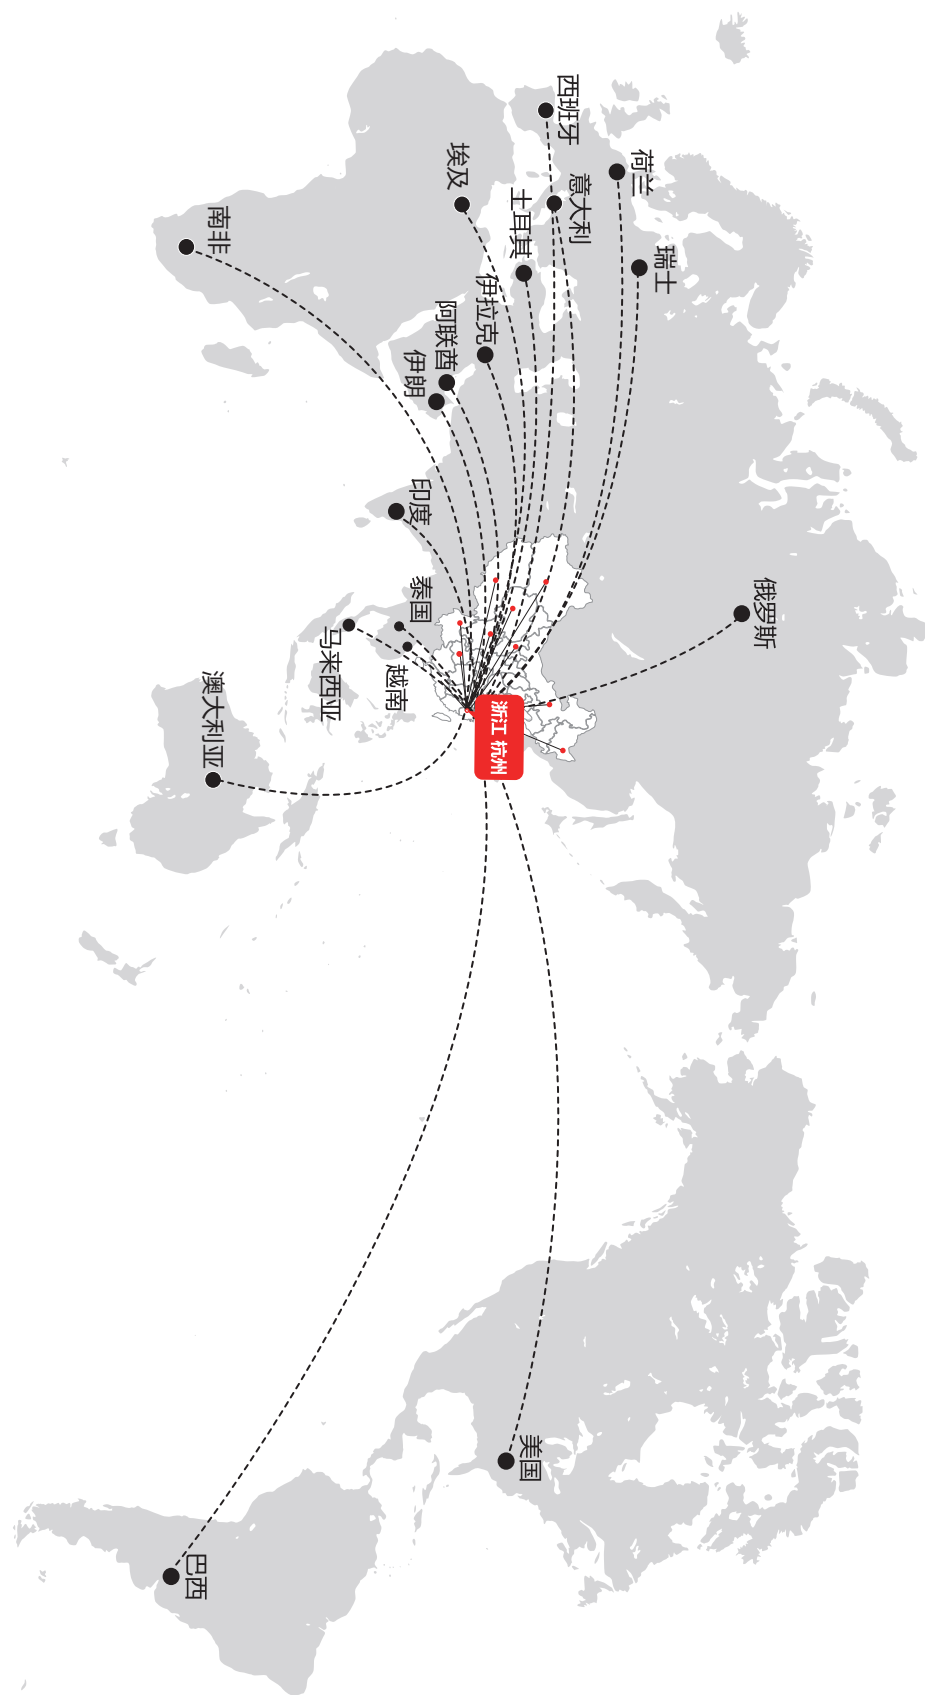 荷兰
瑞士
俄罗斯
西班牙
意大利
土耳其
伊拉克
埃及
阿联酋
伊朗
印度
泰国
越南
马来西亚
南非
澳大利亚
浙江 杭州
美国
巴西